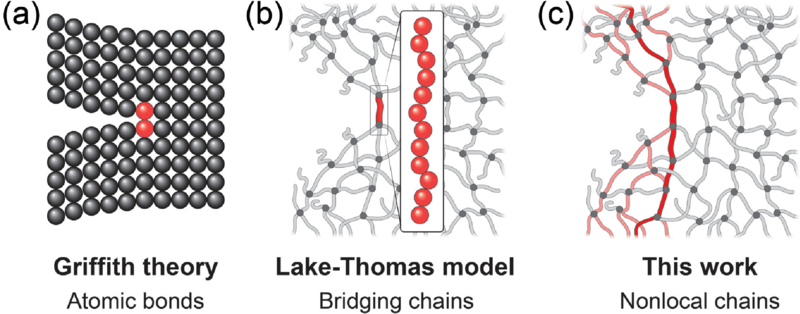 (a)
(b)
(c)
Griffith theory
Atomic bonds
Lake-Thomas model
Bridging chains
This work
Nonlocal chains